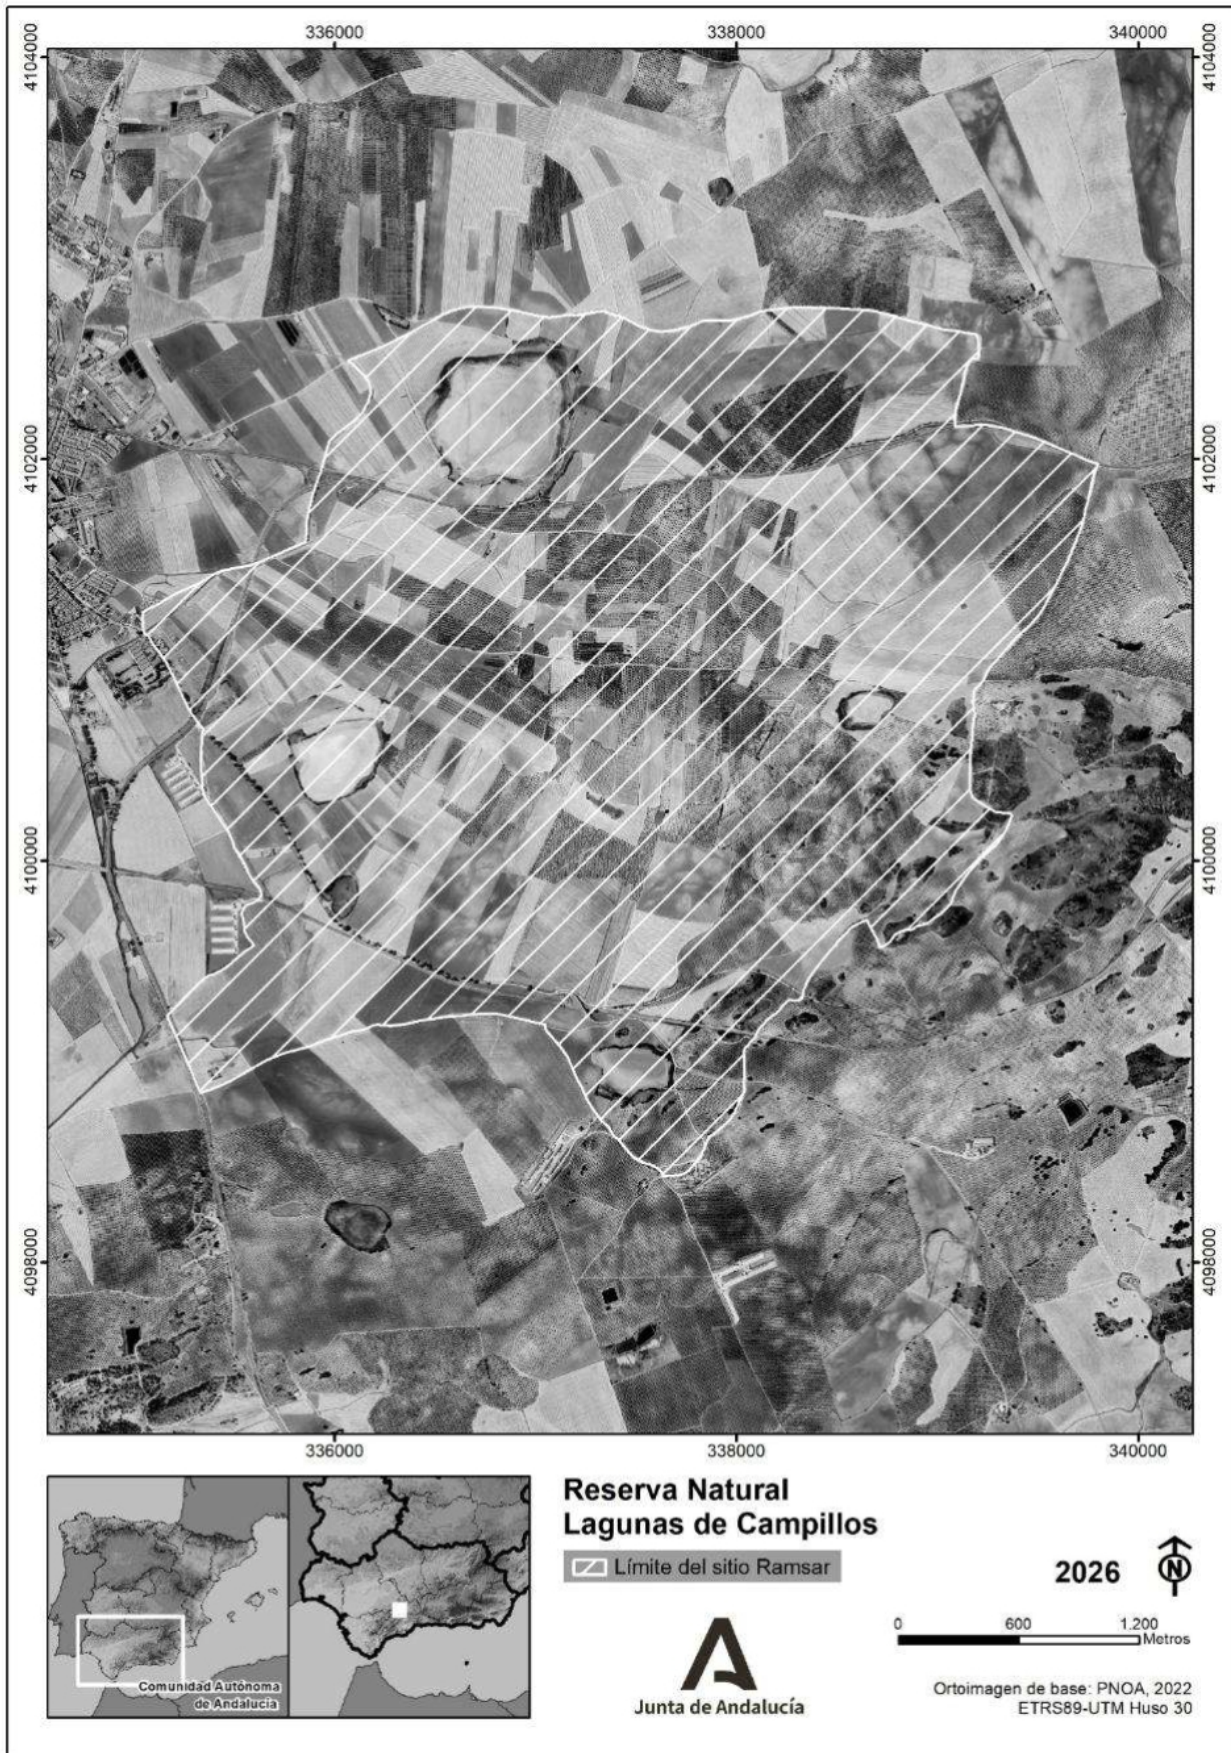 336000
338000
340000
4104000
4104000
4102000
4102000
4100000
4100000
4098000
4098000
336000
338000
340000
Comunidad Autónoma
de Andalucía
Reserva Natural
Lagunas de Campillos
Límite del sitio Ramsar
2026
N
0 600 1.200
Metros
Junta de Andalucía
Ortoimagen de base: PNOA, 2022
ETRS89-UTM Huso 30